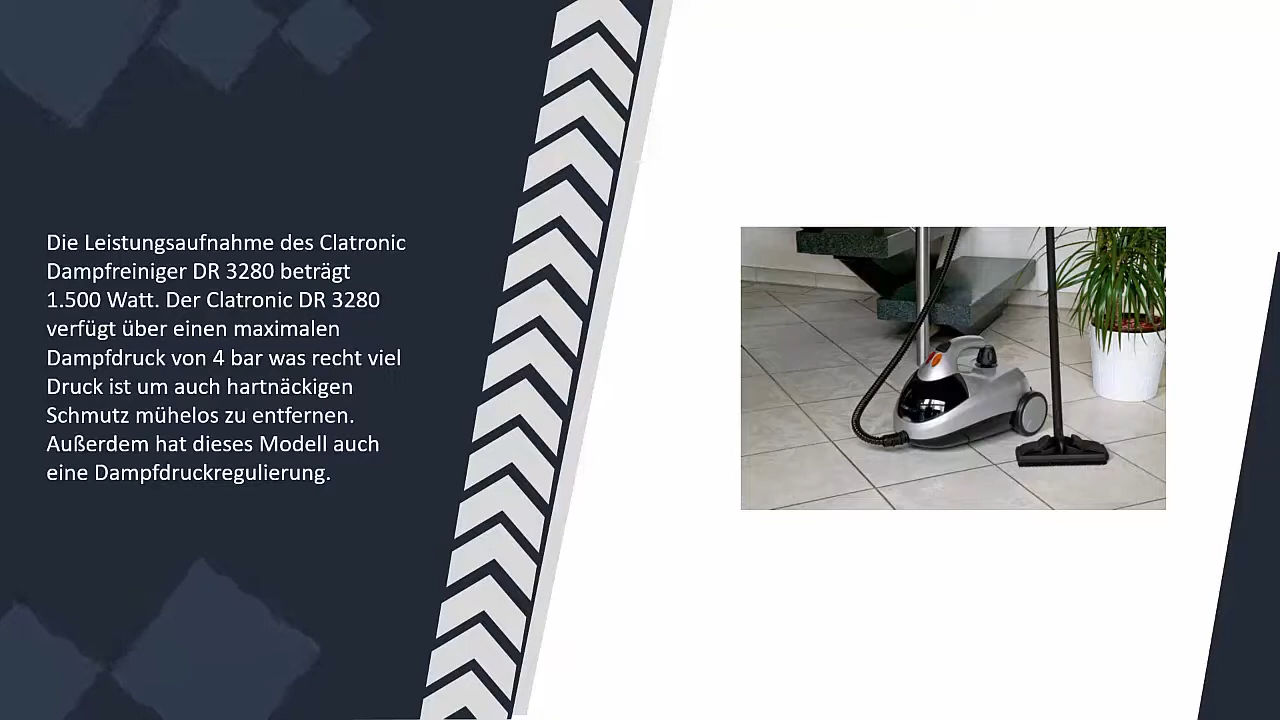 Die Leistungsaufnahme des Clatronic
Dampfreiniger DR 3280 beträgt
1.500 Watt. Der Clatronic DR 3280
verfügt über einen maximalen
Dampfdruck von 4 bar was recht viel
Druck ist um auch hartnäckigen
Schmutz mühelos zu entfernen.
Außerdem hat dieses Modell auch
eine Dampfdruckregulierung.